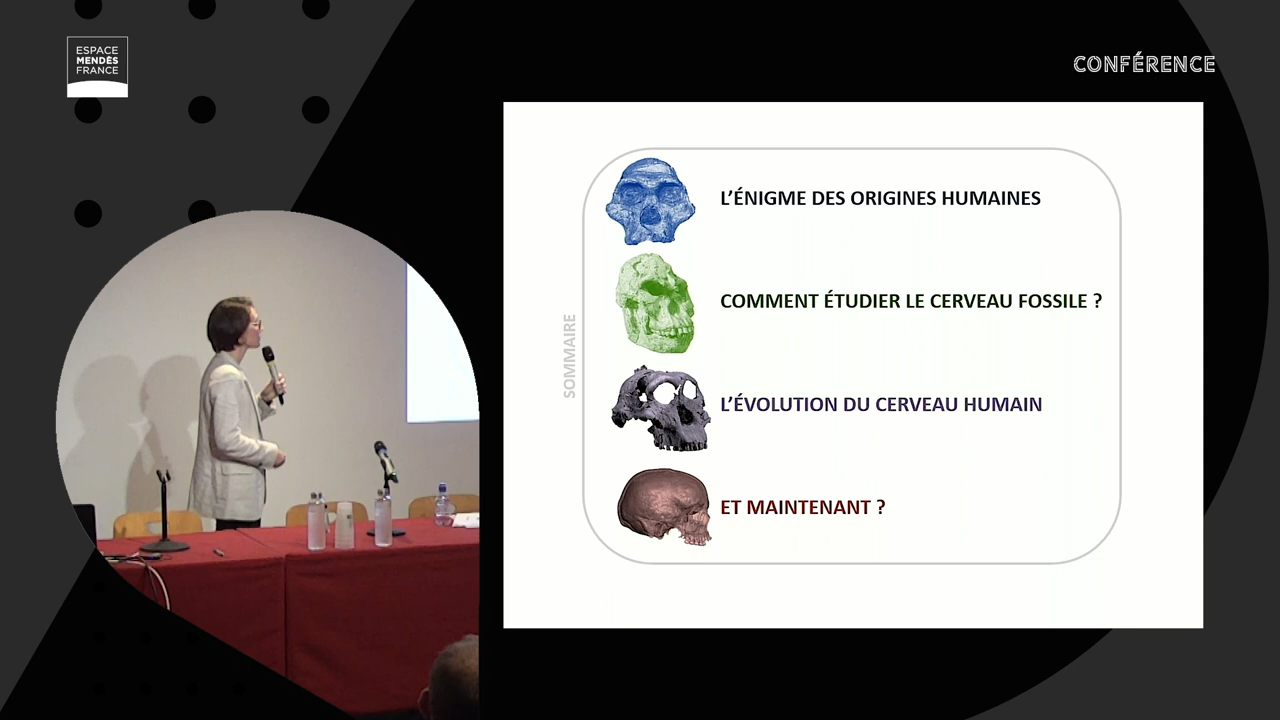 ESPACE
MENDÈS
FRANCE
CONFÉRENCE
SOMMAIRE
L'ÉNIGME DES ORIGINES HUMAINES
COMMENT ÉTUDIER LE CERVEAU FOSSILE ?
L'ÉVOLUTION DU CERVEAU HUMAIN
ET MAINTENANT ?